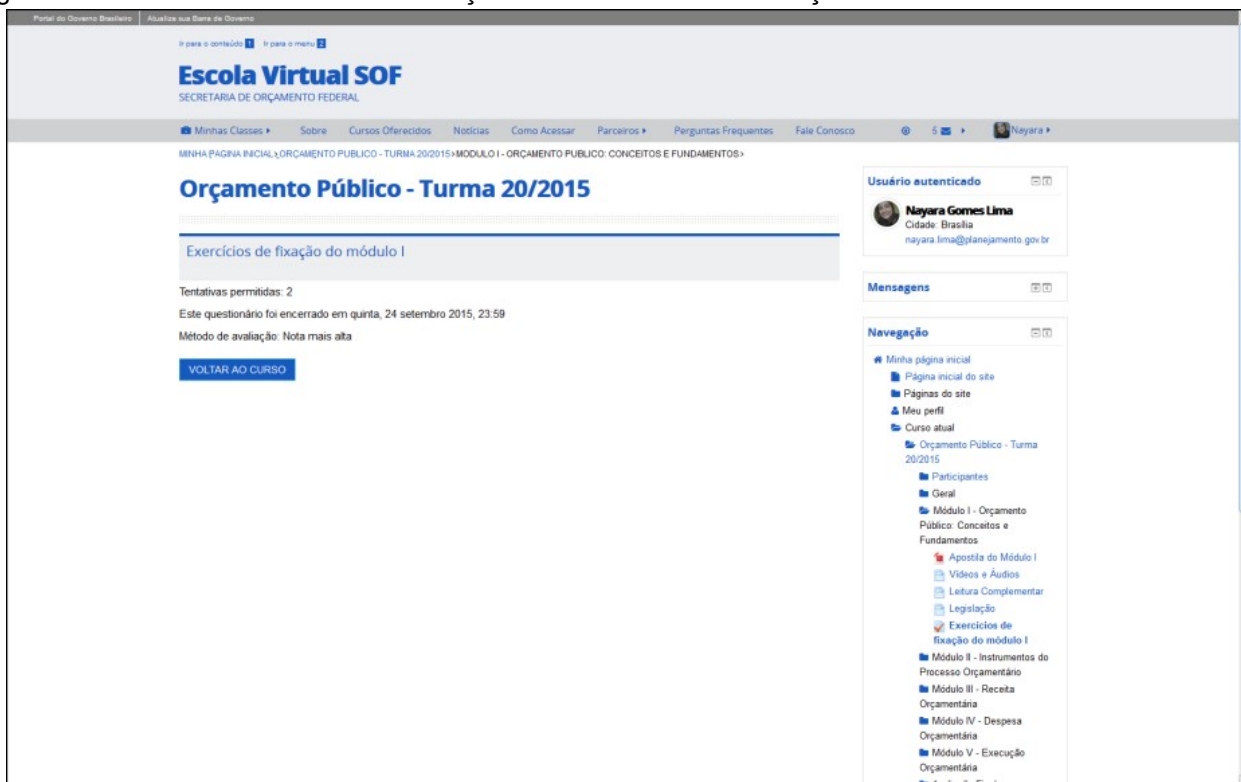 Portal do Governo Brasileiro Atualize sua Barra de Governo
Ir para o conteúdo 1 Ir para o menu 2
Escola Virtual SOF
SECRETARIA DE ORÇAMENTO FEDERAL
Minhas Classes Sobre Cursos Oferecidos Notícias Como Acessar Parceiros Perguntas Frequentes Fale Conosco 5 Nayara
MINHA PÁGINA INICIAL > ORÇAMENTO PÚBLICO - TURMA 20/2015 > MÓDULO I - ORÇAMENTO PÚBLICO: CONCEITOS E FUNDAMENTOS >
Orçamento Público - Turma 20/2015
Exercícios de fixação do módulo I
Tentativas permitidas: 2
Este questionário foi encerrado em quinta, 24 setembro 2015, 23:59
Método de avaliação: Nota mais alta
VOLTAR AO CURSO
Usuário autenticado
Nayara Gomes Lima
Cidade: Brasília
nayara.lima@planejamento.gov.br
Mensagens
Navegação
Minha página inicial
Página inicial do site
Páginas do site
Meu perfil
Curso atual
Orçamento Público - Turma
20/2015
Participantes
Geral
Módulo I - Orçamento
Público: Conceitos e
Fundamentos
Apostila do Módulo I
Vídeos e Áudios
Leitura Complementar
Legislação
Exercícios de
fixação do módulo I
Módulo II - Instrumentos do
Processo Orçamentário
Módulo III - Receita
Orçamentária
Módulo IV - Despesa
Orçamentária
Módulo V - Execução
Orçamentária